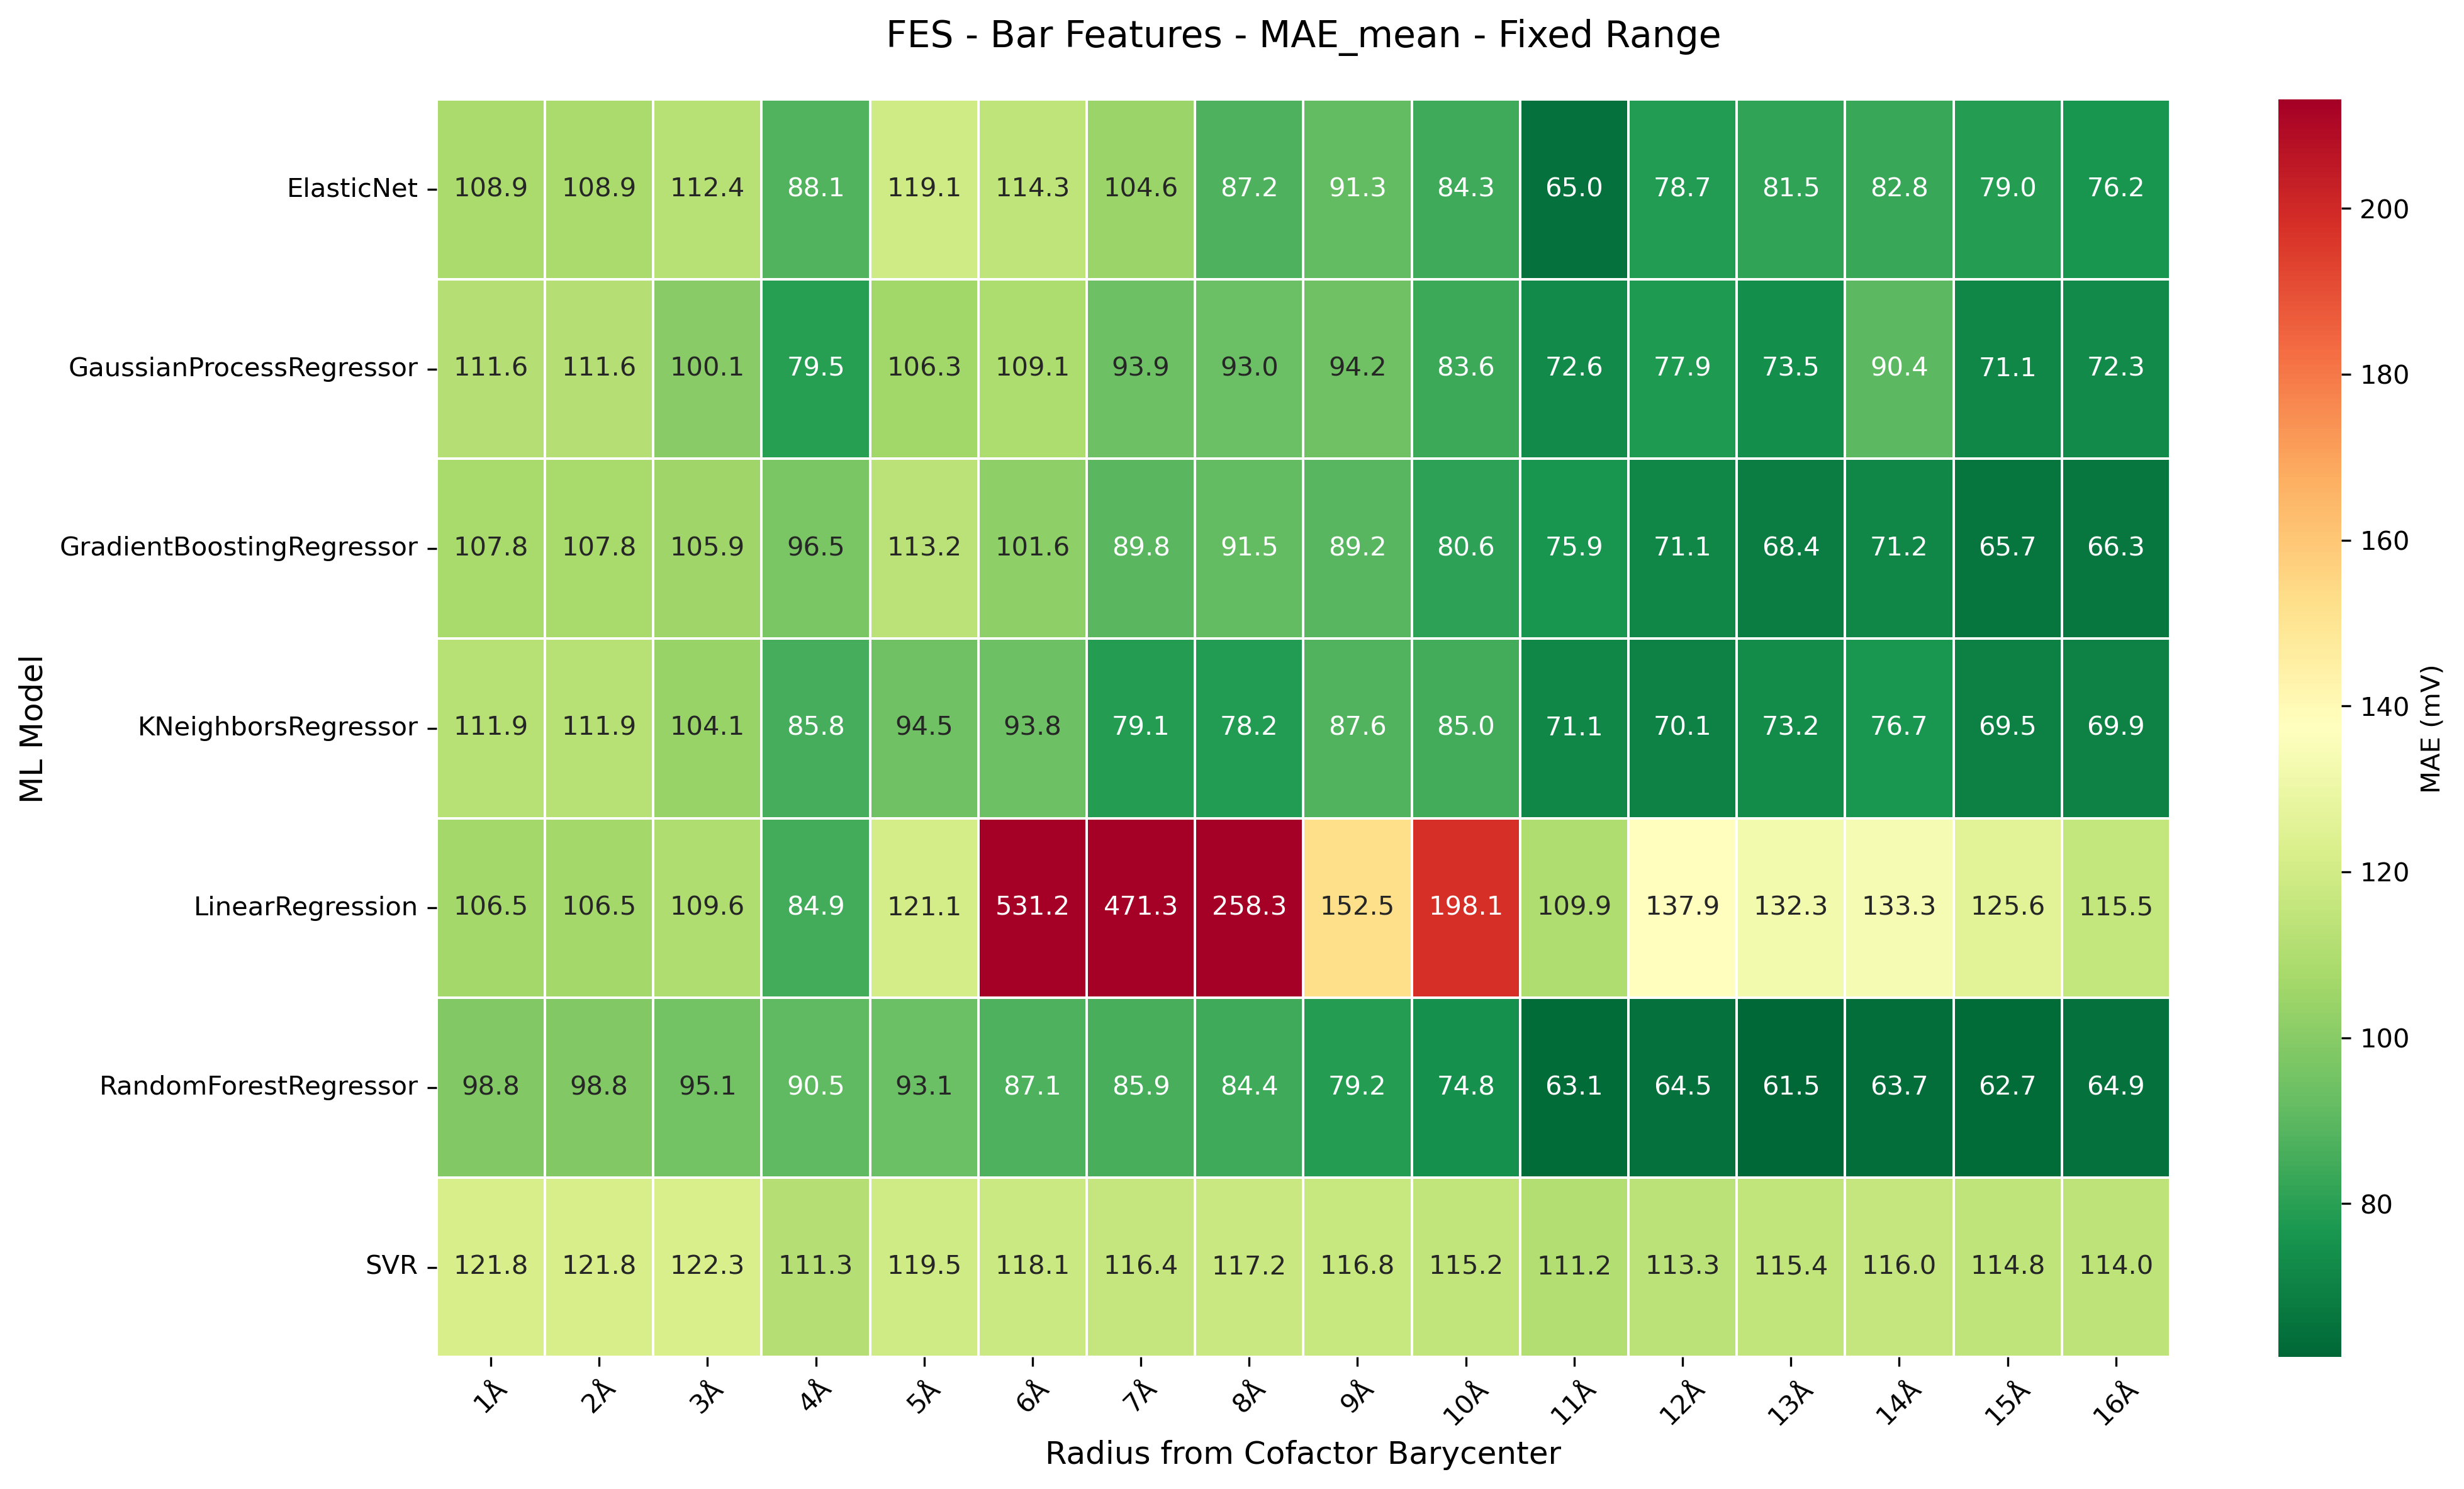 FES - Bar Features - MAE_mean - Fixed Range
ML Model
ElasticNet 108.9 108.9 112.4 88.1 119.1 114.3 104.6 87.2 91.3 84.3 65.0 78.7 81.5 82.8 79.0 76.2
GaussianProcessRegressor 111.6 111.6 100.1 79.5 106.3 109.1 93.9 93.0 94.2 83.6 72.6 77.9 73.5 90.4 71.1 72.3
GradientBoostingRegressor 107.8 107.8 105.9 96.5 113.2 101.6 89.8 91.5 89.2 80.6 75.9 71.1 68.4 71.2 65.7 66.3
KNeighborsRegressor 111.9 111.9 104.1 85.8 94.5 93.8 79.1 78.2 87.6 85.0 71.1 70.1 73.2 76.7 69.5 69.9
LinearRegression 106.5 106.5 109.6 84.9 121.1 531.2 471.3 258.3 152.5 198.1 109.9 137.9 132.3 133.3 125.6 115.5
RandomForestRegressor 98.8 98.8 95.1 90.5 93.1 87.1 85.9 84.4 79.2 74.8 63.1 64.5 61.5 63.7 62.7 64.9
SVR 121.8 121.8 122.3 111.3 119.5 118.1 116.4 117.2 116.8 115.2 111.2 113.3 115.4 116.0 114.8 114.0
1Å 2Å 3Å 4Å 5Å 6Å 7Å 8Å 9Å 10Å 11Å 12Å 13Å 14Å 15Å 16Å
Radius from Cofactor Barycenter
200
180
160
140
120
100
80
MAE (mV)